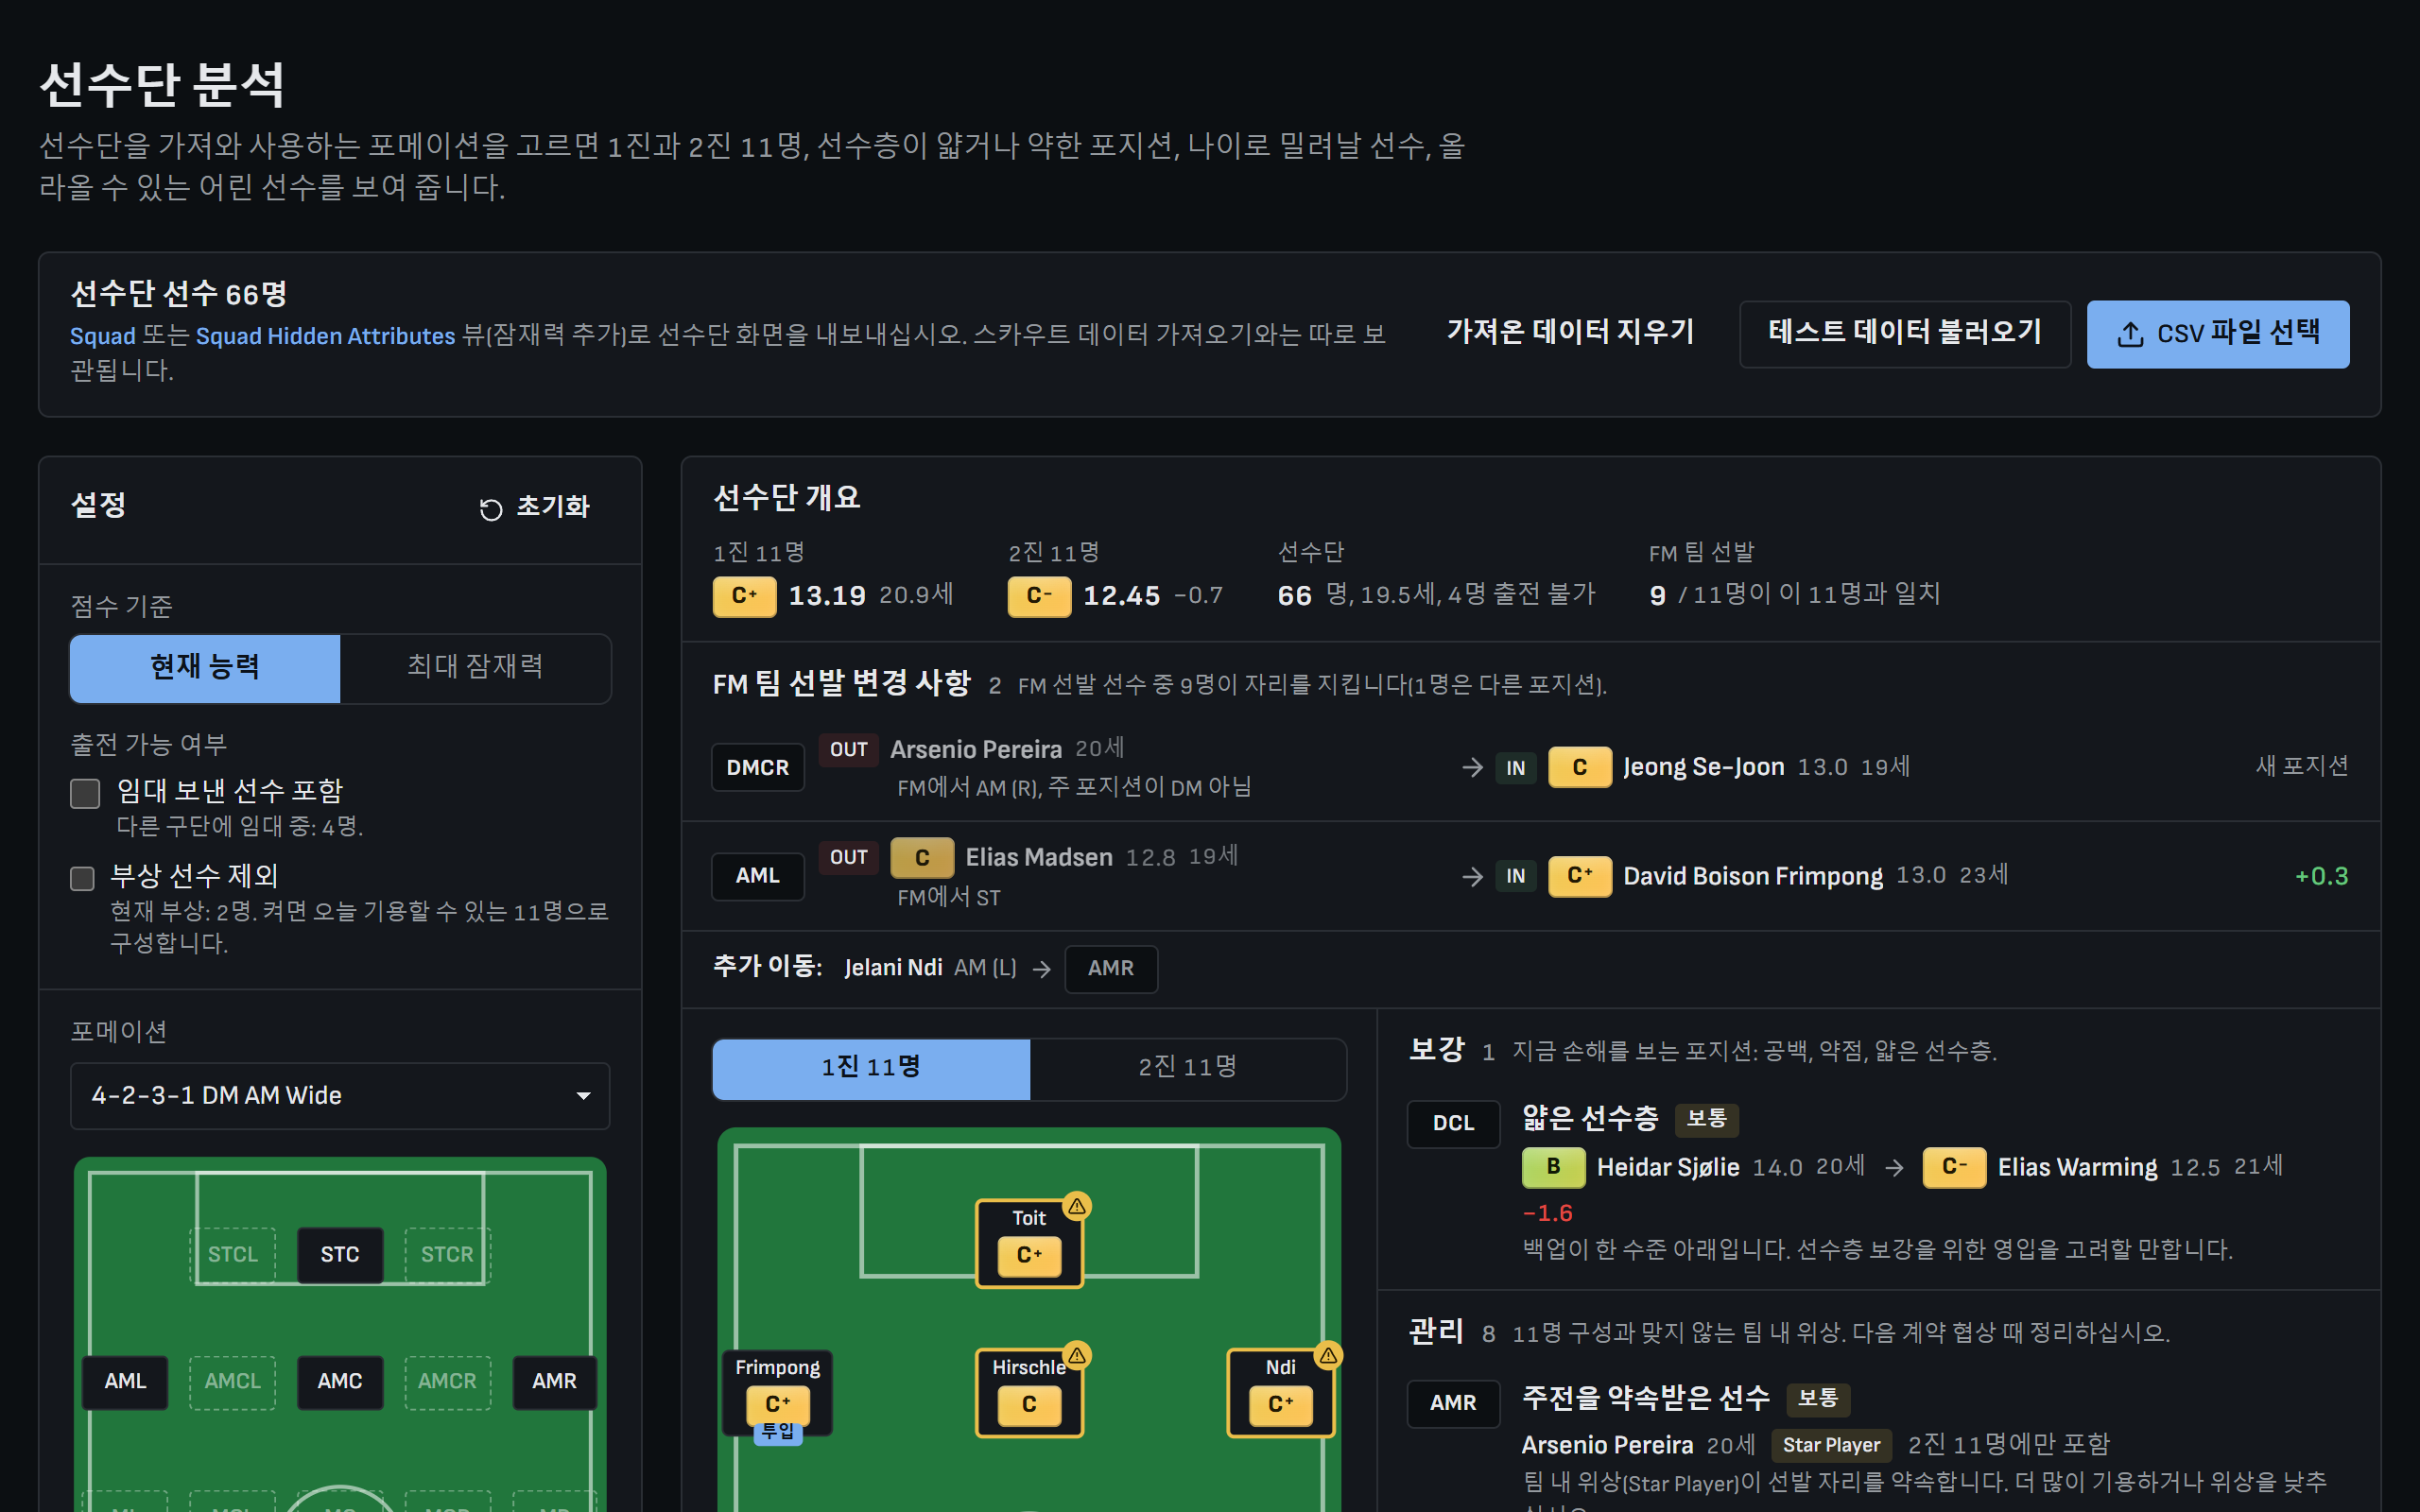 선수단 분석
선수단을 가져와 사용하는 포메이션을 고르면 1진과 2진 11명, 선수층이 얇거나 약한 포지션, 나이로 밀려날 선수, 올
라올 수 있는 어린 선수를 보여 줍니다.
선수단 선수 66명
Squad 또는 Squad Hidden Attributes 뷰(잠재력 추가)로 선수단 화면을 내보내십시오. 스카우트 데이터 가져오기와는 따로 보
관됩니다.
가져온 데이터 지우기
테스트 데이터 불러오기
CSV 파일 선택
설정
초기화
점수 기준
현재 능력
최대 잠재력
출전 가능 여부
임대 보낸 선수 포함
다른 구단에 임대 중: 4명.
부상 선수 제외
현재 부상: 2명. 켜면 오늘 기용할 수 있는 11명으로
구성합니다.
포메이션
4-2-3-1 DM AM Wide
STCL STC STCR
AML AMCL AMC AMCR AMR
선수단 개요
1진 11명
C+ 13.19 20.9세
2진 11명
C- 12.45 -0.7
선수단
66 명, 19.5세, 4명 출전 불가
FM 팀 선발
9 / 11명이 이 11명과 일치
FM 팀 선발 변경 사항 2 FM 선발 선수 중 9명이 자리를 지킵니다(1명은 다른 포지션).
DMCR OUT Arsenio Pereira 20세
FM에서 AM (R), 주 포지션이 DM 아님
→ IN C Jeong Se-Joon 13.0 19세
새 포지션
AML OUT C Elias Madsen 12.8 19세
FM에서 ST
→ IN C+ David Boison Frimpong 13.0 23세
+0.3
추가 이동: Jelani Ndi AM (L) → AMR
1진 11명
2진 11명
Toit
C+
Frimpong
C+
투입
Hirschle
C
Ndi
C+
보강 1 지금 손해를 보는 포지션: 공백, 약점, 얇은 선수층.
DCL 얇은 선수층 보통
B Heidar Sjølie 14.0 20세 → C- Elias Warming 12.5 21세
-1.6
백업이 한 수준 아래입니다. 선수층 보강을 위한 영입을 고려할 만합니다.
관리 8 11명 구성과 맞지 않는 팀 내 위상. 다음 계약 협상 때 정리하십시오.
AMR 주전을 약속받은 선수 보통
Arsenio Pereira 20세 Star Player 2진 11명에만 포함
팀 내 위상(Star Player)이 선발 자리를 약속합니다. 더 많이 기용하거나 위상을 낮추